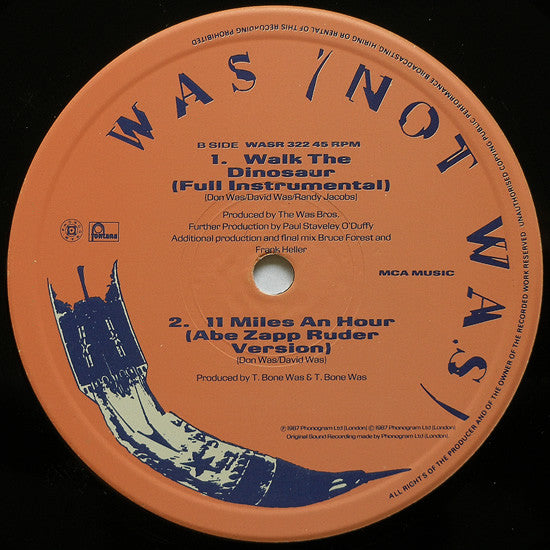 WAS (NOT WAS)
B SIDE WASR 322 45 RPM
1. Walk The
Dinosaur
(Full Instrumental)
(Don Was/David Was/Randy Jacobs)
Produced by The Was Bros.
Further Production by Paul Staveley O'Duffy
Additional production and final mix Bruce Forest and
Frank Heller
fontana
MCA MUSIC
2. 11 Miles An Hour
(Abe Zapp Ruder
Version)
(Don Was/David Was)
Produced by T. Bone Was & T. Bone Was
℗ 1987 Phonogram Ltd (London) © 1987 Phonogram Ltd (London)
Original Sound Recording made by Phonogram Ltd (London)
ALL RIGHTS OF THE PRODUCER AND OF THE OWNER OF THE RECORDED WORK RESERVED. UNAUTHORISED COPYING PUBLIC PERFORMANCE BROADCASTING HIRING OR RENTAL OF THIS RECORDING PROHIBITED